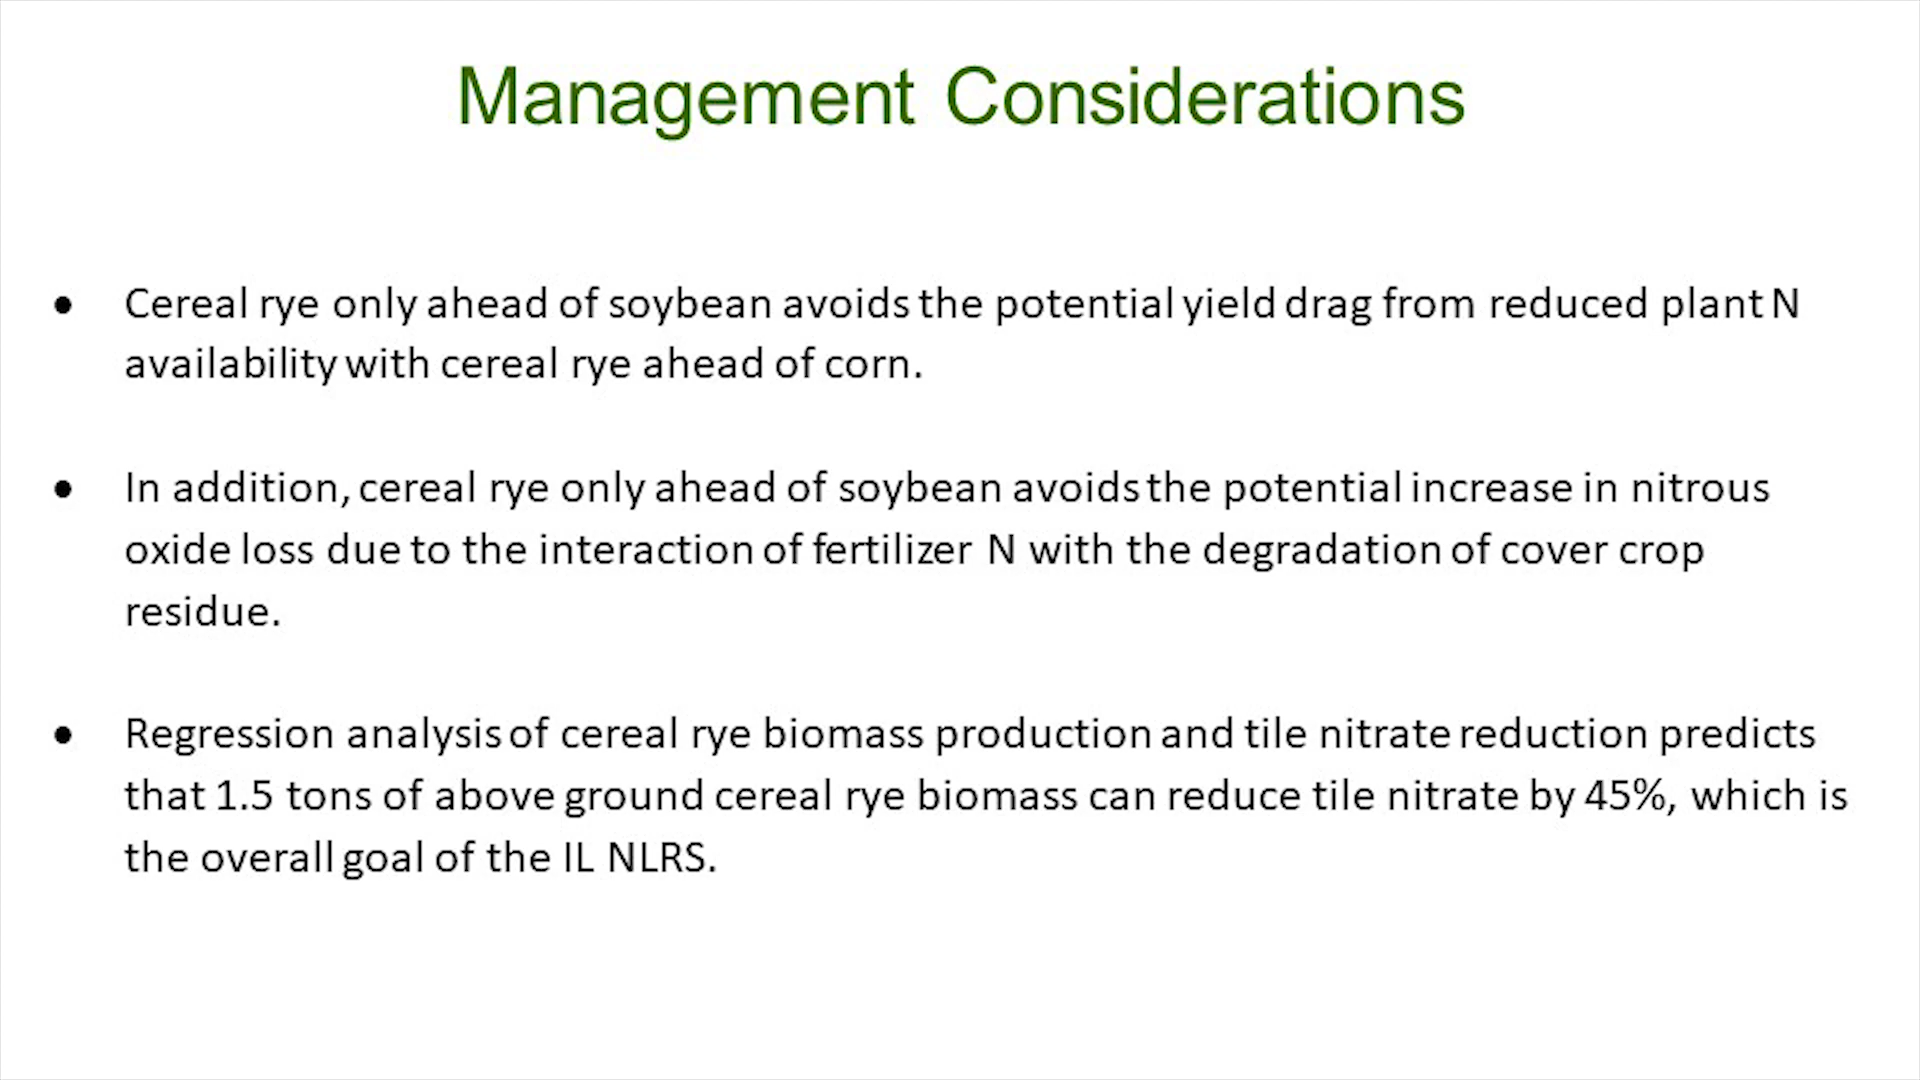 Management Considerations
• Cereal rye only ahead of soybean avoids the potential yield drag from reduced plant N
availability with cereal rye ahead of corn.
• In addition, cereal rye only ahead of soybean avoids the potential increase in nitrous
oxide loss due to the interaction of fertilizer N with the degradation of cover crop
residue.
• Regression analysis of cereal rye biomass production and tile nitrate reduction predicts
that 1.5 tons of above ground cereal rye biomass can reduce tile nitrate by 45%, which is
the overall goal of the IL NLRS.